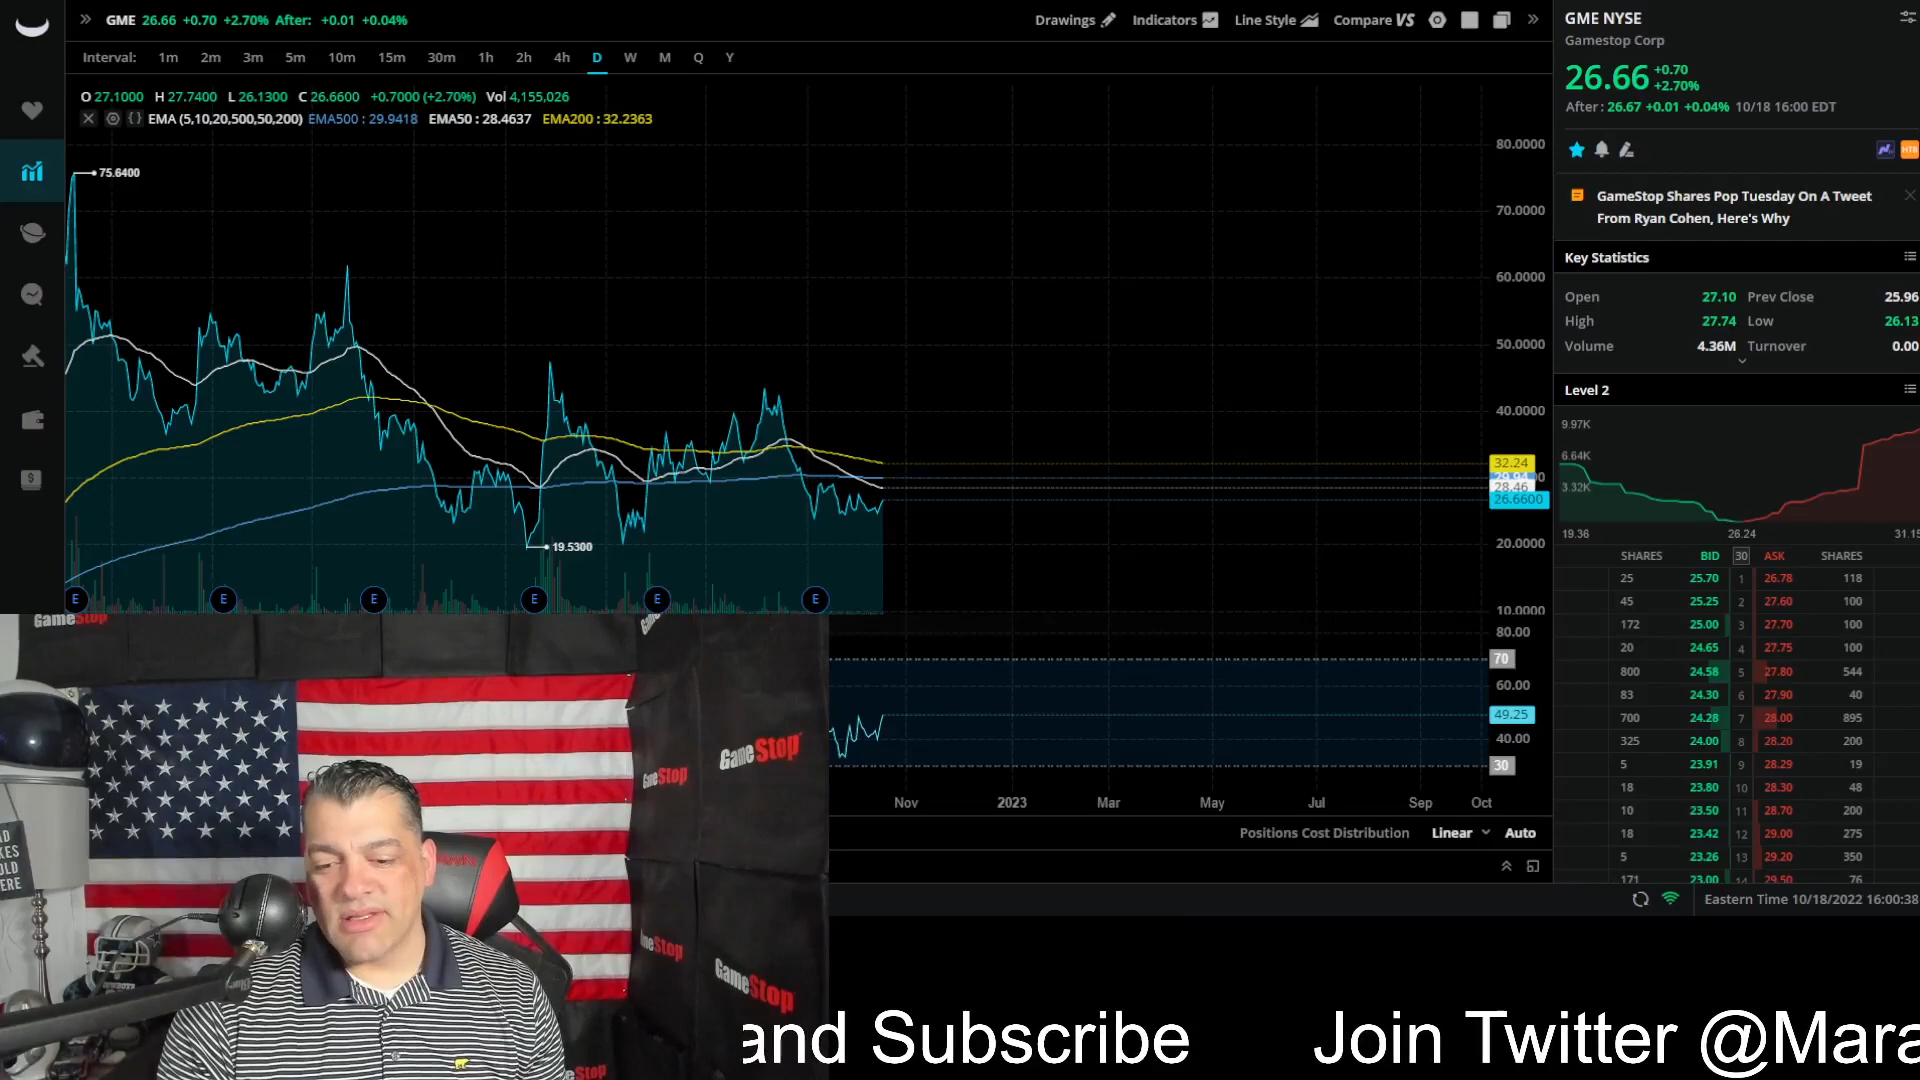 GME 26.66 +0.70 +2.70% After: +0.01 +0.04%
Drawings Indicators Line Style Compare VS
Interval: 1m 2m 3m 5m 10m 15m 30m 1h 2h 4h D W M Q Y
O 27.1000 H 27.7400 L 26.1300 C 26.6600 +0.7000 (+2.70%) Vol 4,155,026
EMA (5,10,20,500,50,200) EMA500 : 29.9418 EMA50 : 28.4637 EMA200 : 32.2363
75.6400
19.5300
E E E E E E
80.0000
70.0000
60.0000
50.0000
40.0000
32.24
28.46
26.6600
20.0000
10.0000
80.00
70
60.00
49.25
40.00
30
Nov 2023 Mar May Jul Sep Oct
Positions Cost Distribution Linear Auto
GME NYSE
Gamestop Corp
26.66 +0.70
+2.70%
After : 26.67 +0.01 +0.04% 10/18 16:00 EDT
HTB
GameStop Shares Pop Tuesday On A Tweet
From Ryan Cohen, Here's Why
Key Statistics
Open 27.10 Prev Close 25.96
High 27.74 Low 26.13
Volume 4.36M Turnover 0.00
Level 2
9.97K
6.64K
3.32K
19.36 26.24 31.15
SHARES BID 30 ASK SHARES
25 25.70 1 26.78 118
45 25.25 2 27.60 100
172 25.00 3 27.70 100
20 24.65 4 27.75 100
800 24.58 5 27.80 544
83 24.30 6 27.90 40
700 24.28 7 28.00 895
325 24.00 8 28.20 200
5 23.91 9 28.29 19
18 23.80 10 28.30 48
10 23.50 11 28.70 200
18 23.42 12 29.00 275
5 23.26 13 29.20 350
171 23.00 14 29.50 76
Eastern Time 10/18/2022 16:00:38
GameStop
GameStop
GameStop
GameStop
GameStop
COWBOYS
and Subscribe Join Twitter @Mara